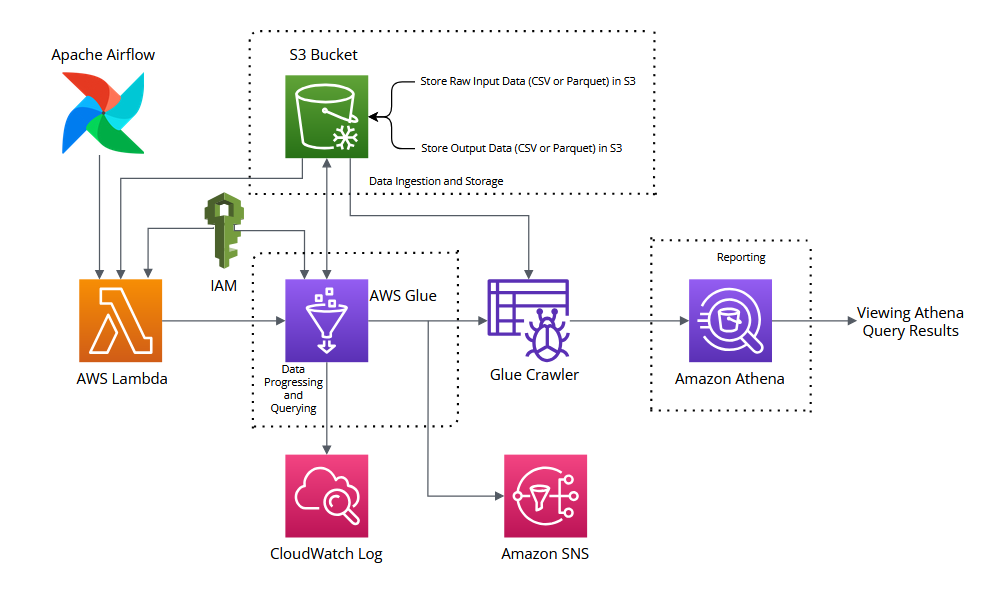 Apache Airflow
S3 Bucket
Store Raw Input Data (CSV or Parquet) in S3
Store Output Data (CSV or Parquet) in S3
Data Ingestion and Storage
IAM
AWS Glue
Reporting
Viewing Athena
Query Results
AWS Lambda
Data
Progressing
and
Querying
Glue Crawler
Amazon Athena
CloudWatch Log
Amazon SNS